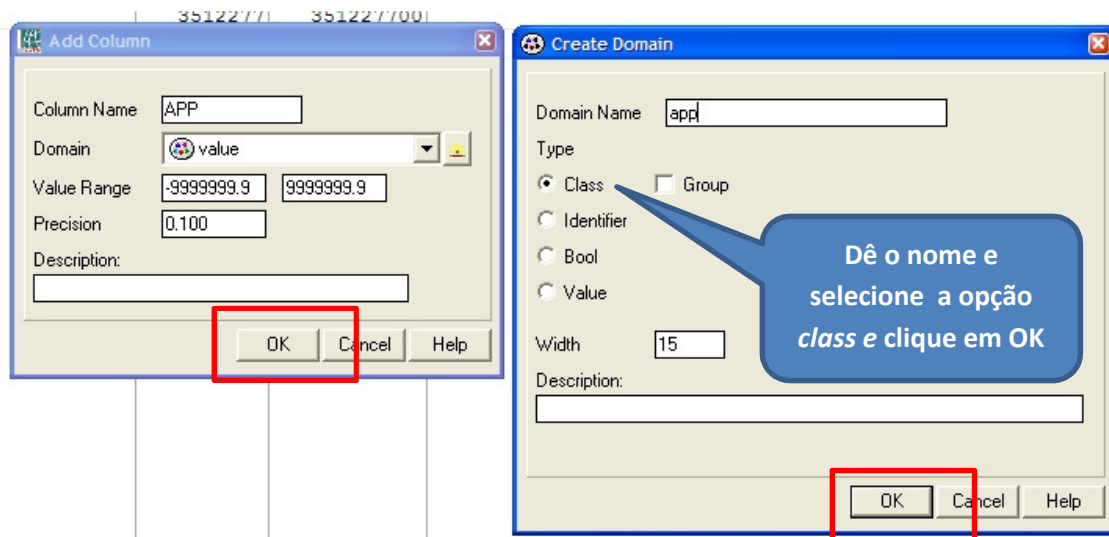 3512277 351227700
Add Column
Column Name APP
Domain value
Value Range -9999999.9 9999999.9
Precision 0.100
Description:
OK Cancel Help
Create Domain
Domain Name app
Type
Class Group
Identifier
Bool
Value
Width 15
Description:
OK Cancel Help
Dê o nome e
selecione a opção
class e clique em OK